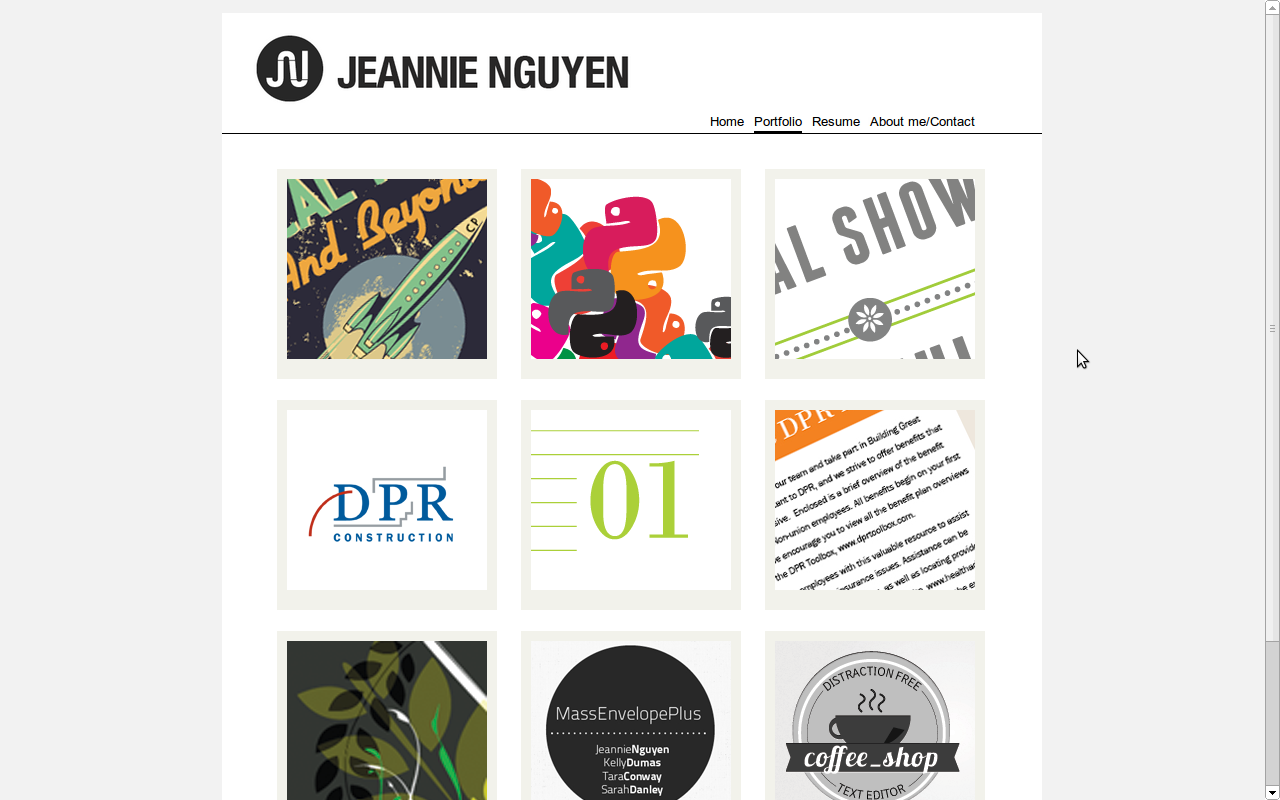 JN JEANNIE NGUYEN
Home Portfolio Resume About me/Contact
AL
And Beyond
CP
AL SHOW
DPR
CONSTRUCTION
01
DPR
our team and take part in Building Great
ant to DPR, and we strive to offer benefits that
sive. Enclosed is a brief overview of the benefit
Non-union employees. All benefits begin on your first
e encourage you to view all the benefit plan overviews
the DPR Toolbox, www.dprtoolbox.com.
mployees with this valuable resource to assist
surance issues. Assistance can be
as well as locating provid
www.healthad
MassEnvelopePlus
JeannieNguyen
KellyDumas
TaraConway
SarahDanley
DISTRACTION FREE
coffee_shop
TEXT EDITOR